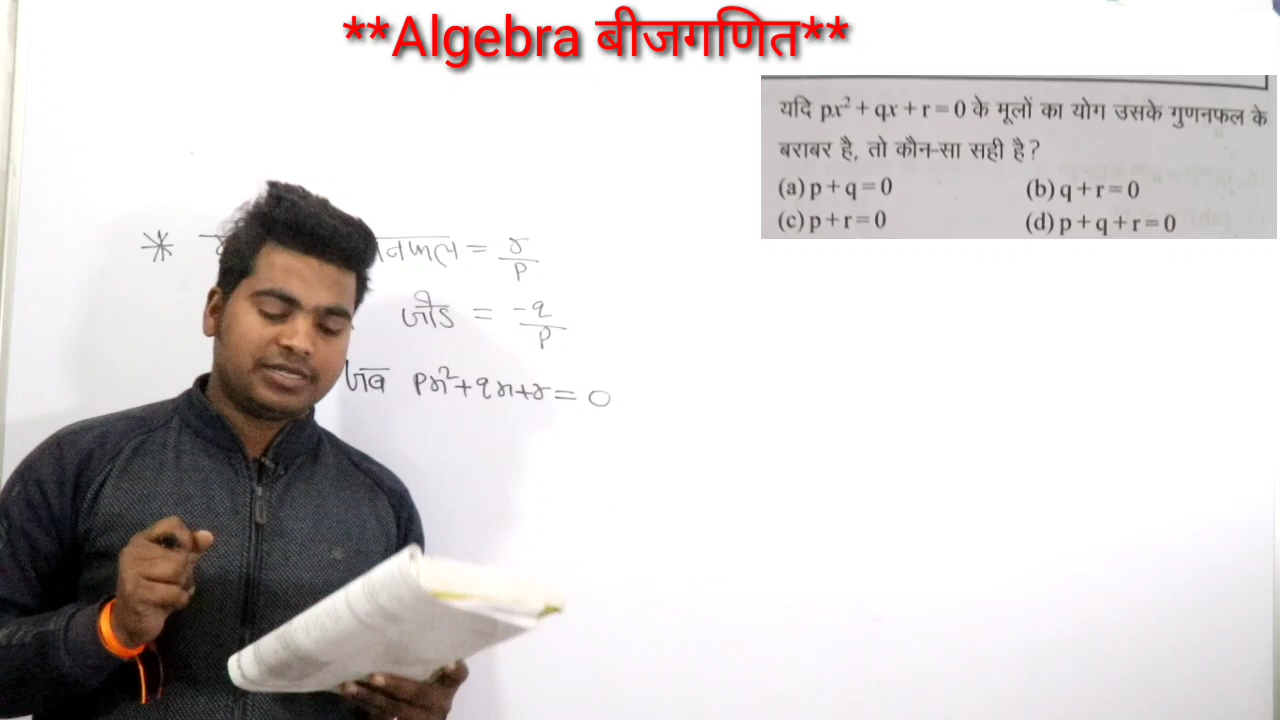 **Algebra बीजगणित**
यदि px² + qx + r = 0 के मूलों का योग उसके गुणनफल के
बराबर है, तो कौन-सा सही है?
(a) p + q = 0 (b) q + r = 0
(c) p + r = 0 (d) p + q + r = 0
* = r/p
जोड = -q/p
जब px²+qx+r = 0